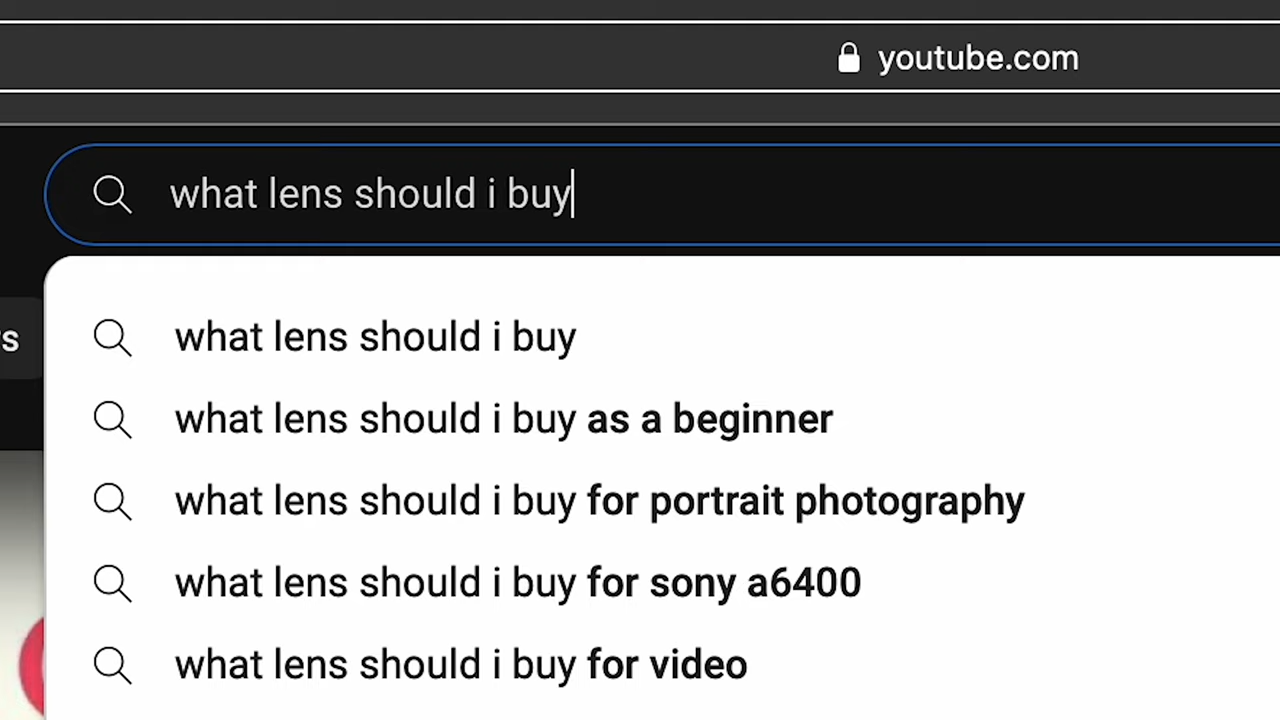 youtube.com
what lens should i buy
what lens should i buy
what lens should i buy as a beginner
what lens should i buy for portrait photography
what lens should i buy for sony a6400
what lens should i buy for video